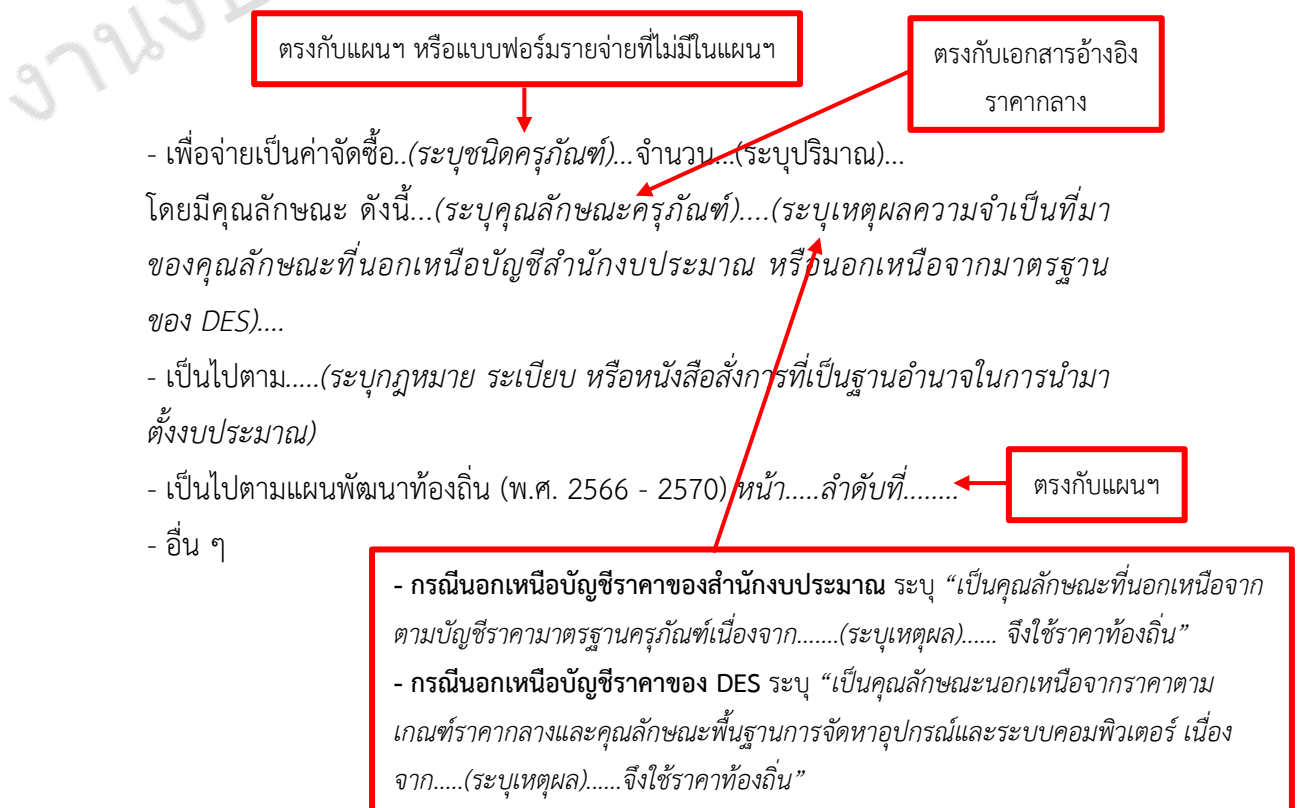 งานงบ
ตรงกับแผนฯ หรือแบบฟอร์มรายจ่ายที่ไม่มีในแผนฯ
ตรงกับเอกสารอ้างอิง
ราคากลาง
- เพื่อจ่ายเป็นค่าจัดซื้อ..(ระบุชนิดครุภัณฑ์)...จำนวน...(ระบุปริมาณ)...
โดยมีคุณลักษณะ ดังนี้...(ระบุคุณลักษณะครุภัณฑ์)....(ระบุเหตุผลความจำเป็นที่มา
ของคุณลักษณะที่นอกเหนือบัญชีสำนักงบประมาณ หรือนอกเหนือจากมาตรฐาน
ของ DES)....
- เป็นไปตาม.....(ระบุกฎหมาย ระเบียบ หรือหนังสือสั่งการที่เป็นฐานอำนาจในการนำมา
ตั้งงบประมาณ)
- เป็นไปตามแผนพัฒนาท้องถิ่น (พ.ศ. 2566 - 2570) หน้า.....ลำดับที่........
ตรงกับแผนฯ
- อื่น ๆ
- กรณีนอกเหนือบัญชีราคาของสำนักงบประมาณ ระบุ “เป็นคุณลักษณะที่นอกเหนือจาก
ตามบัญชีราคามาตรฐานครุภัณฑ์เนื่องจาก.......(ระบุเหตุผล)...... จึงใช้ราคาท้องถิ่น”
- กรณีนอกเหนือบัญชีราคาของ DES ระบุ “เป็นคุณลักษณะนอกเหนือจากราคาตาม
เกณฑ์ราคากลางและคุณลักษณะพื้นฐานการจัดหาอุปกรณ์และระบบคอมพิวเตอร์ เนื่อง
จาก.....(ระบุเหตุผล)......จึงใช้ราคาท้องถิ่น”